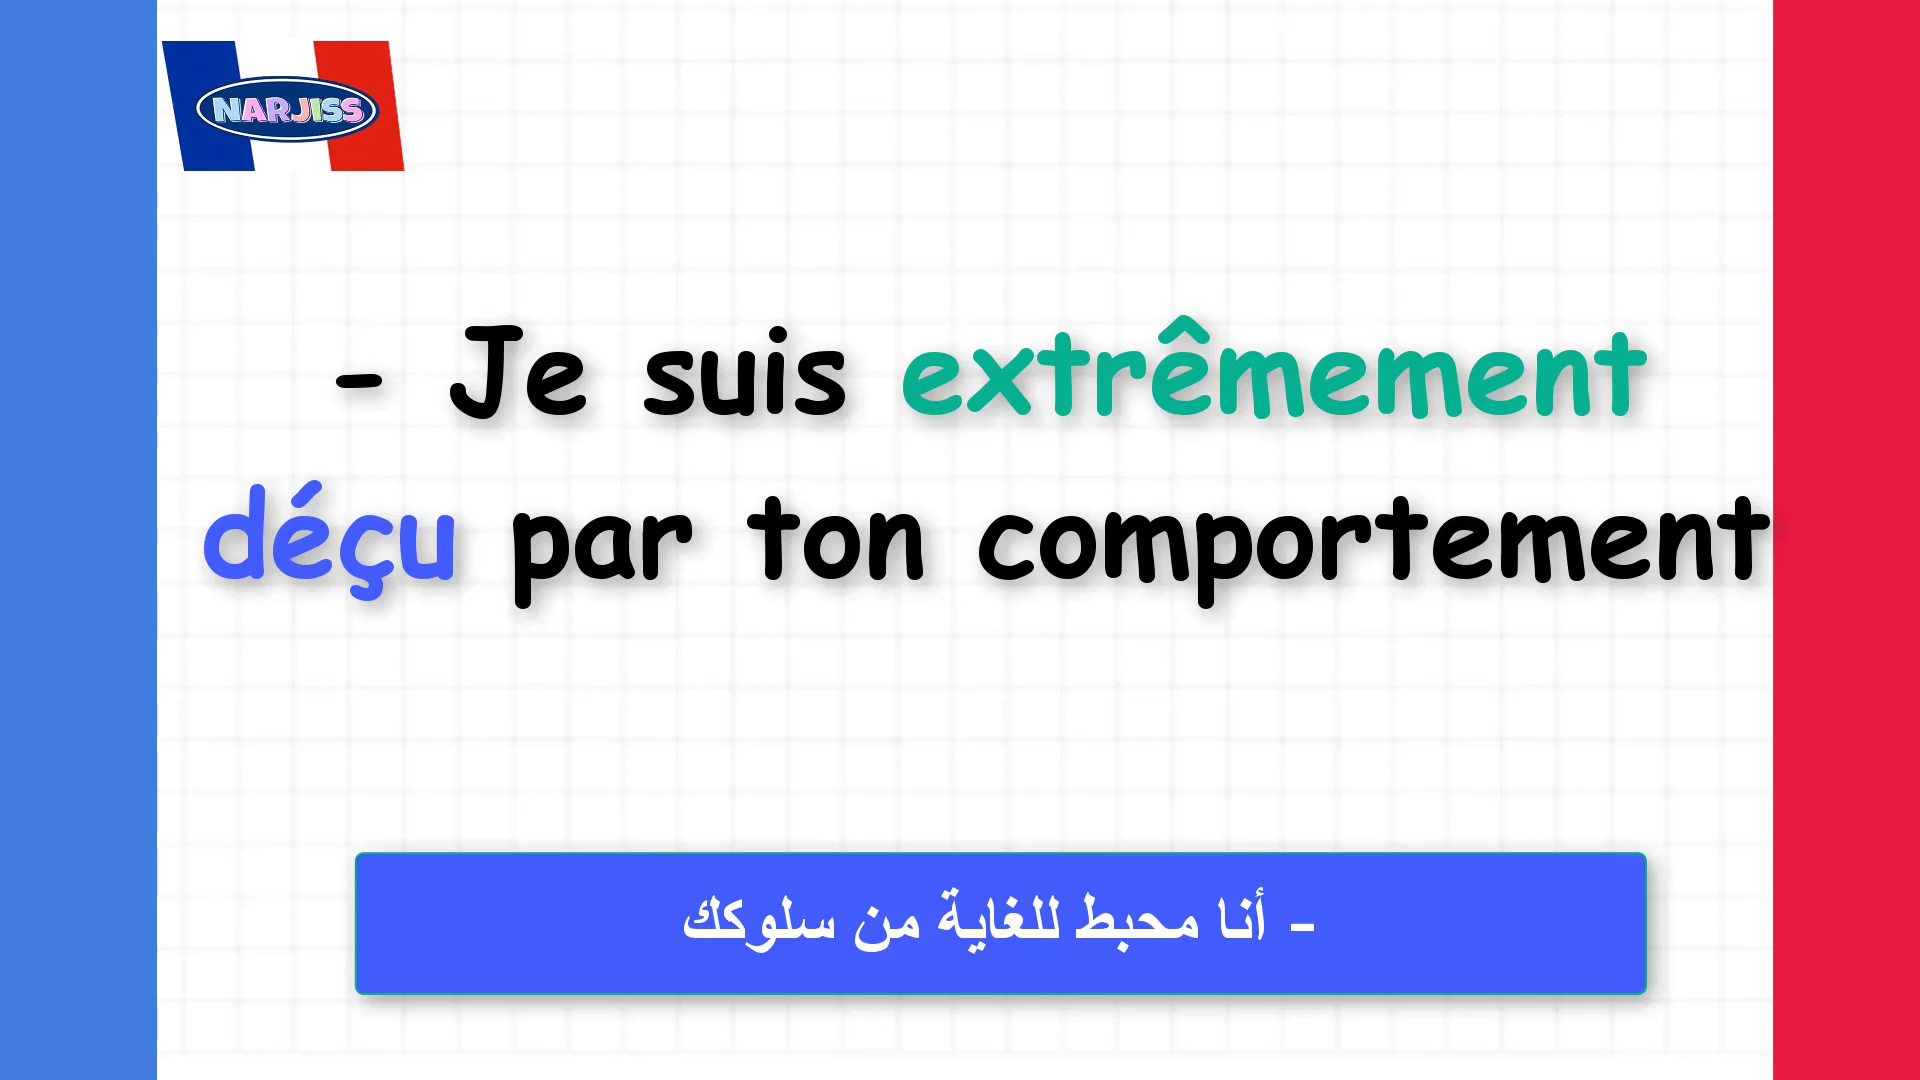 NARJISS
- Je suis extrêmement
déçu par ton comportement
- أنا محبط للغاية من سلوكك